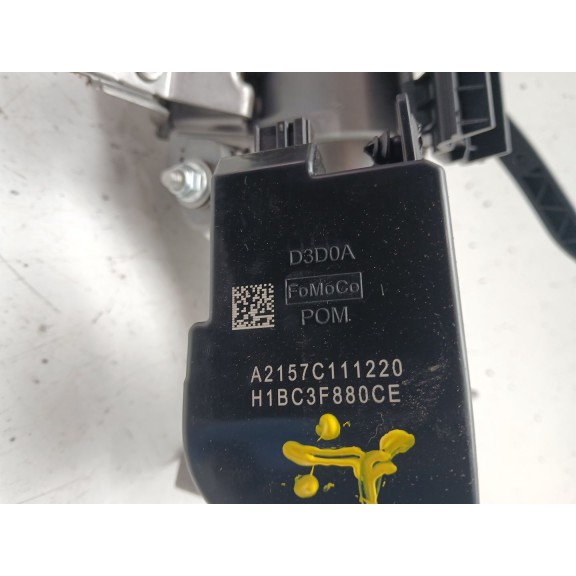 D3D0A
FoMoCo
POM
A2157C111220
H1BC3F880CE